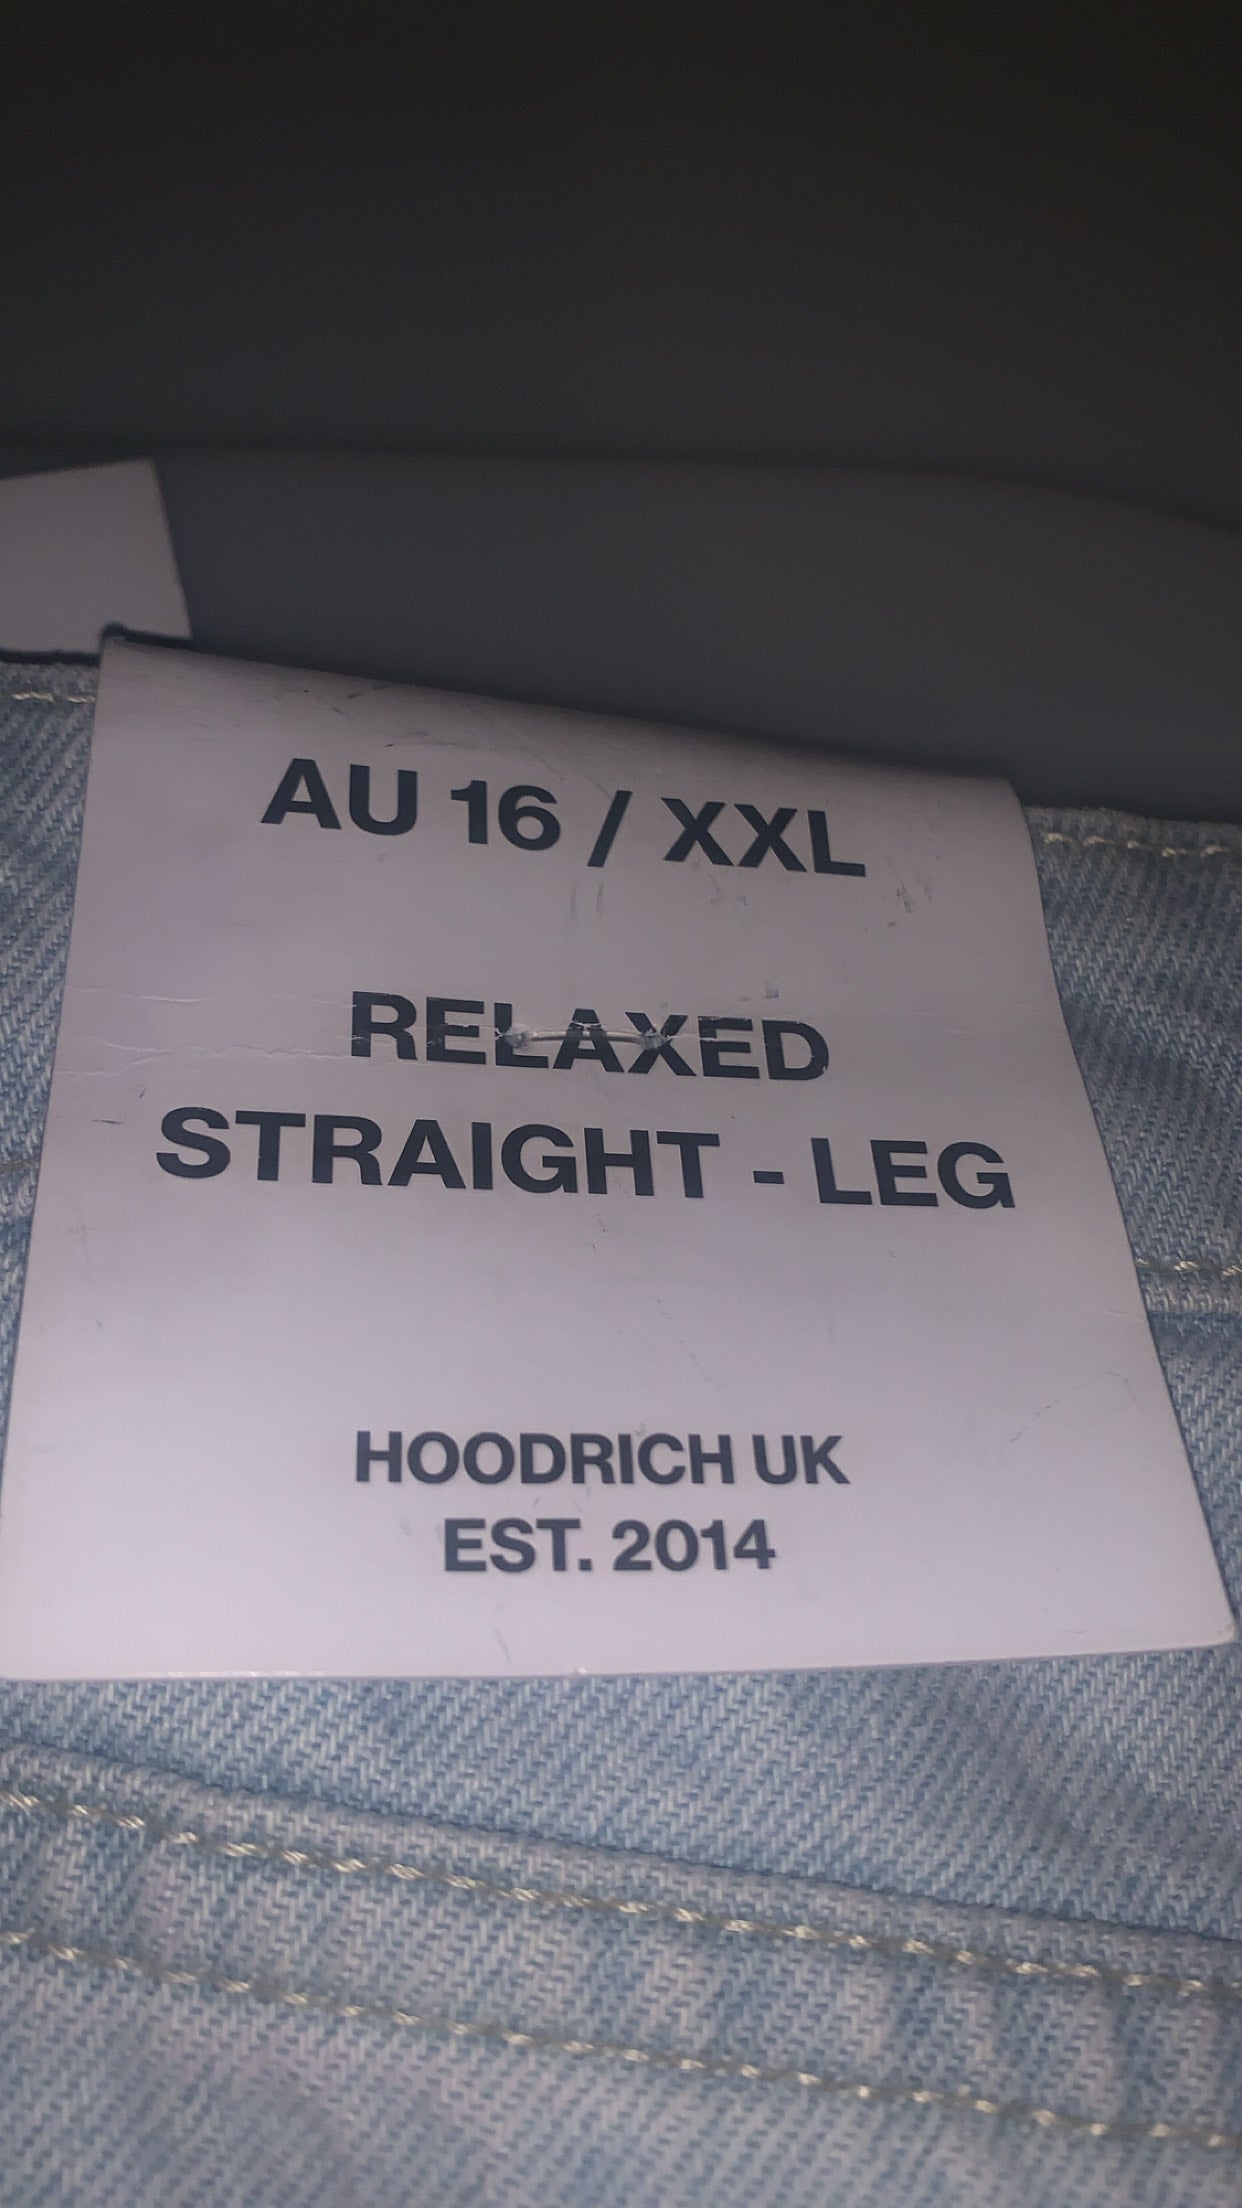 AU 16 / XXL
RELAXED
STRAIGHT - LEG
HOODRICH UK
EST. 2014